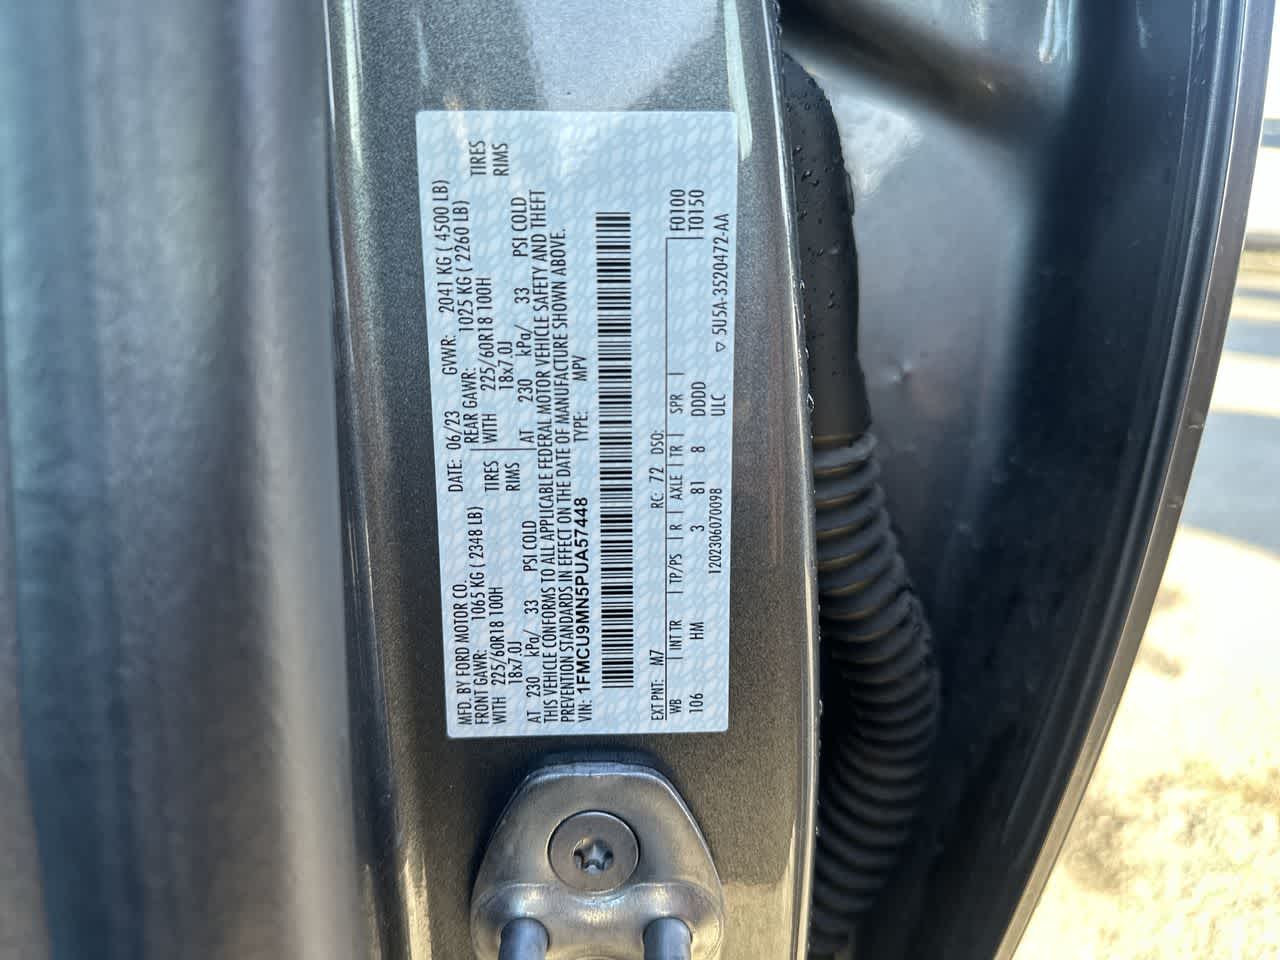 MFD. BY FORD MOTOR CO.
DATE: 06/23 GVWR: 2041 KG ( 4500 LB)
FRONT GAWR: 1065 KG ( 2348 LB) REAR GAWR: 1025 KG ( 2260 LB)
WITH 225/60R18 100H TIRES WITH 225/60R18 100H TIRES
18x7.0J RIMS 18x7.0J RIMS
AT 230 kPa/ 33 PSI COLD AT 230 kPa/ 33 PSI COLD
THIS VEHICLE CONFORMS TO ALL APPLICABLE FEDERAL MOTOR VEHICLE SAFETY AND THEFT
PREVENTION STANDARDS IN EFFECT ON THE DATE OF MANUFACTURE SHOWN ABOVE.
VIN: 1FMCU9MN5PUA57448 TYPE: MPV
EXT PNT: M7 RC: 72 DSO:
WB INT TR TP/PS R AXLE TR SPR F0100
106 HM 3 81 8 DDDD T0150
1202306070098 ULC ▽ 5U5A-3520472-AA